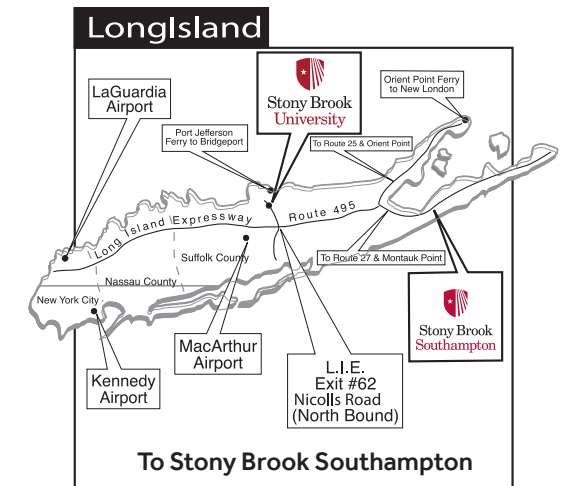 LongIsland
LaGuardia
Airport
Stony Brook
University
Orient Point Ferry
to New London
Port Jefferson
Ferry to Bridgeport
To Route 25 & Orient Point
Long Island Expressway Route 495
Suffolk County
To Route 27 & Montauk Point
Nassau County
New York City
Stony Brook
Southampton
MacArthur
Airport
Kennedy
Airport
L.I.E.
Exit #62
Nicolls Road
(North Bound)
To Stony Brook Southampton